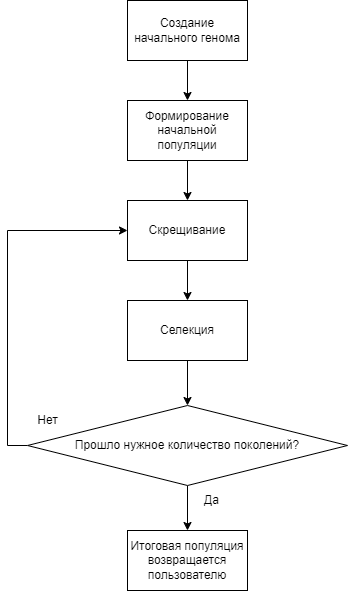 Создание
начального генома
Формирование
начальной
популяции
Скрещивание
Селекция
Нет
Прошло нужное количество поколений?
Да
Итоговая популяция
возвращается
пользователю